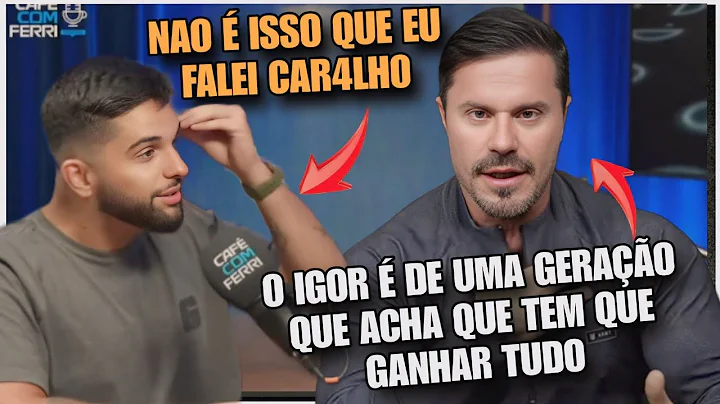 CAFÉ
COM
FERRI
NAO É ISSO QUE EU
FALEI CAR4LHO
CAFÉ
COM
FERRI
O IGOR É DE UMA GERAÇÃO
QUE ACHA QUE TEM QUE
GANHAR TUDO